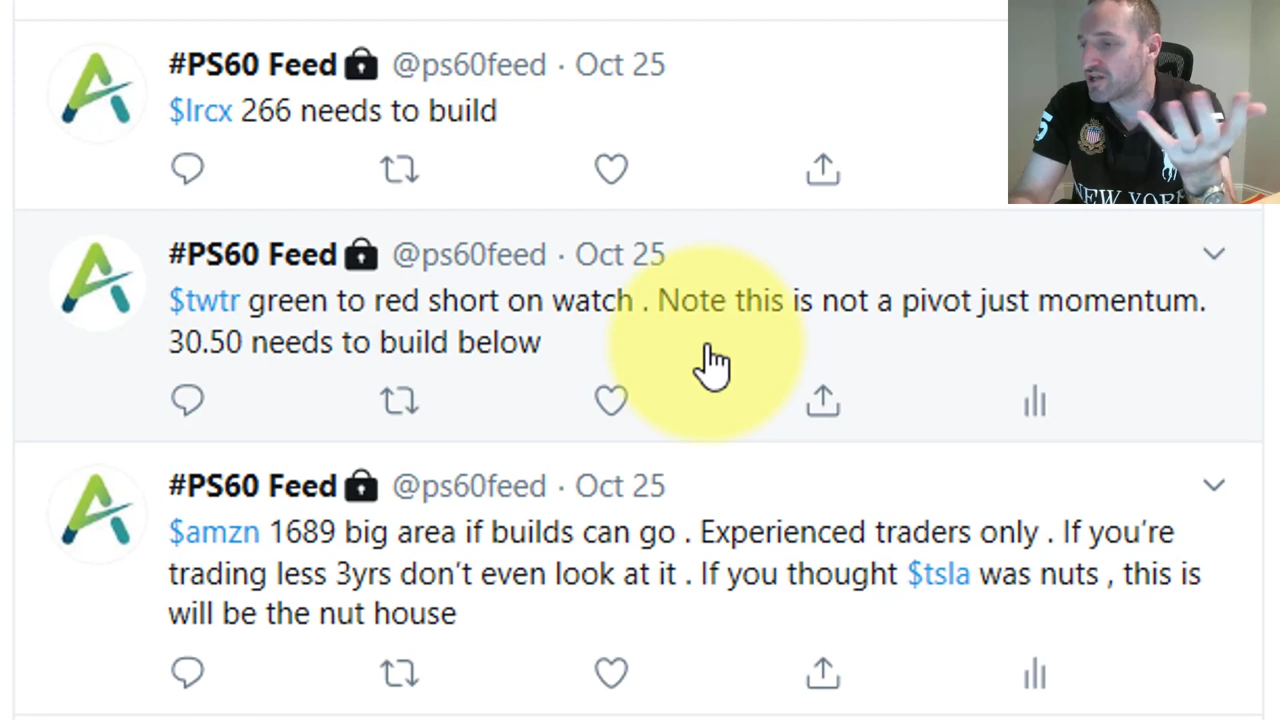 #PS60 Feed @ps60feed · Oct 25
$lrcx 266 needs to build
NEW YORK
#PS60 Feed @ps60feed · Oct 25
$twtr green to red short on watch . Note this is not a pivot just momentum.
30.50 needs to build below
#PS60 Feed @ps60feed · Oct 25
$amzn 1689 big area if builds can go . Experienced traders only . If you're
trading less 3yrs don't even look at it . If you thought $tsla was nuts , this is
will be the nut house